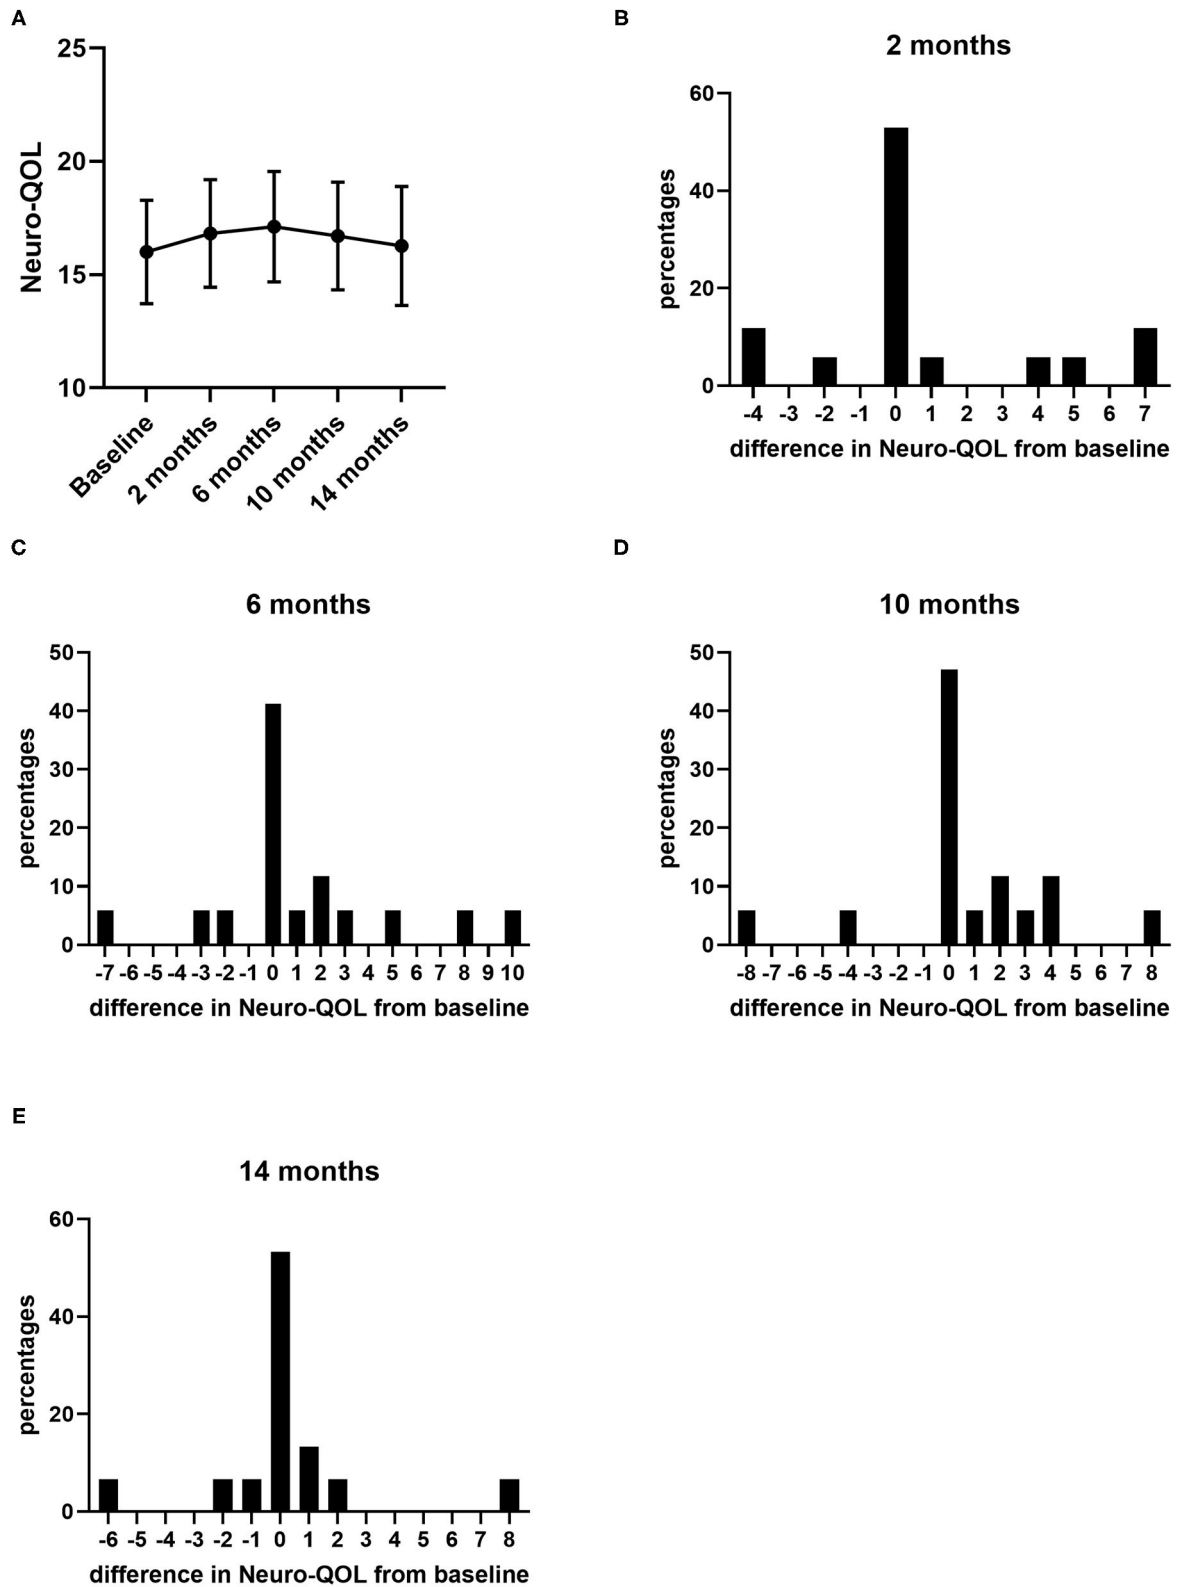 A
Neuro-QOL
25
20
15
10
Baseline
2 months
6 months
10 months
14 months
B
2 months
percentages
60
40
20
0
-4 -3 -2 -1 0 1 2 3 4 5 6 7
difference in Neuro-QOL from baseline
C
6 months
percentages
50
40
30
20
10
0
-7 -6 -5 -4 -3 -2 -1 0 1 2 3 4 5 6 7 8 9 10
difference in Neuro-QOL from baseline
D
10 months
percentages
50
40
30
20
10
0
-8 -7 -6 -5 -4 -3 -2 -1 0 1 2 3 4 5 6 7 8
difference in Neuro-QOL from baseline
E
14 months
percentages
60
40
20
0
-6 -5 -4 -3 -2 -1 0 1 2 3 4 5 6 7 8
difference in Neuro-QOL from baseline